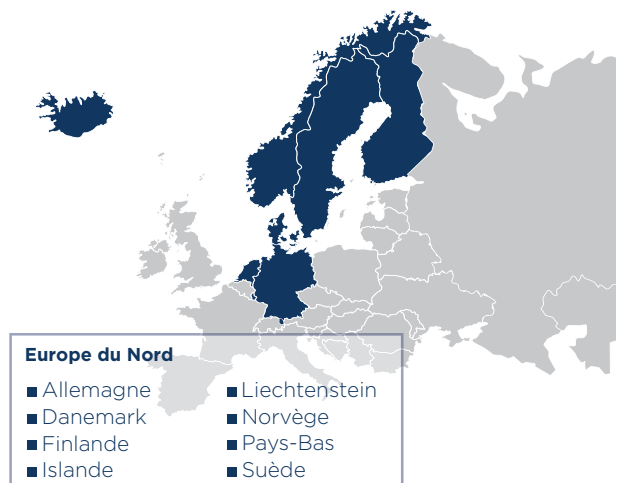 Europe du Nord
Allemagne
Danemark
Finlande
Islande
Liechtenstein
Norvège
Pays-Bas
Suède